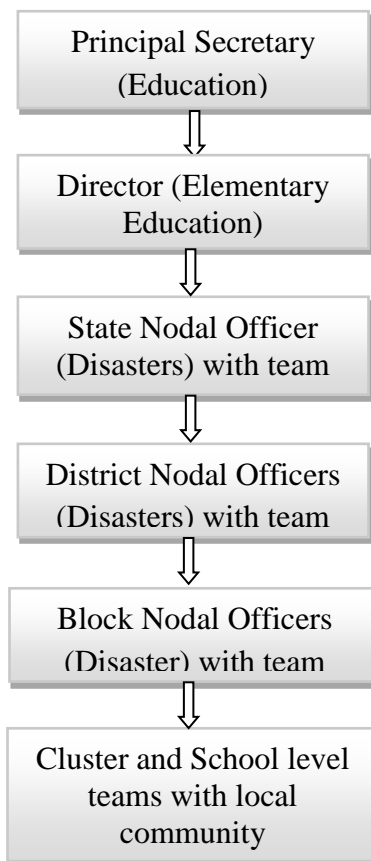 Principal Secretary
(Education)
Director (Elementary
Education)
State Nodal Officer
(Disasters) with team
District Nodal Officers
(Disasters) with team
Block Nodal Officers
(Disaster) with team
Cluster and School level
teams with local
community